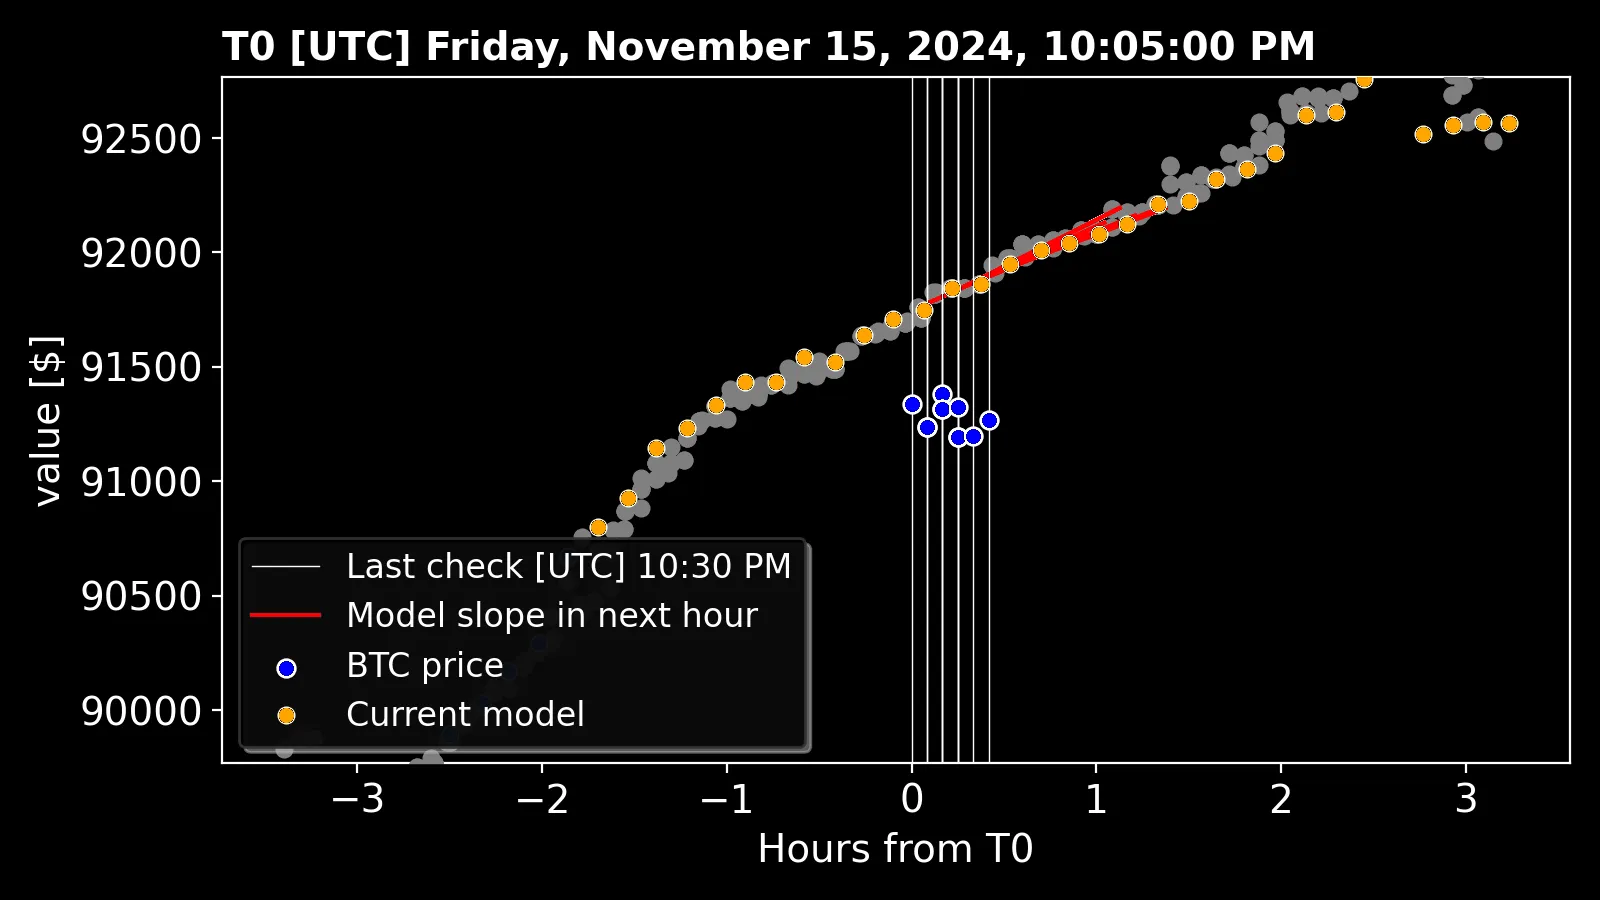 T0 [UTC] Friday, November 15, 2024, 10:05:00 PM
value [$]
92500
92000
91500
91000
90500
90000
Last check [UTC] 10:30 PM
Model slope in next hour
BTC price
Current model
−3 −2 −1 0 1 2 3
Hours from T0